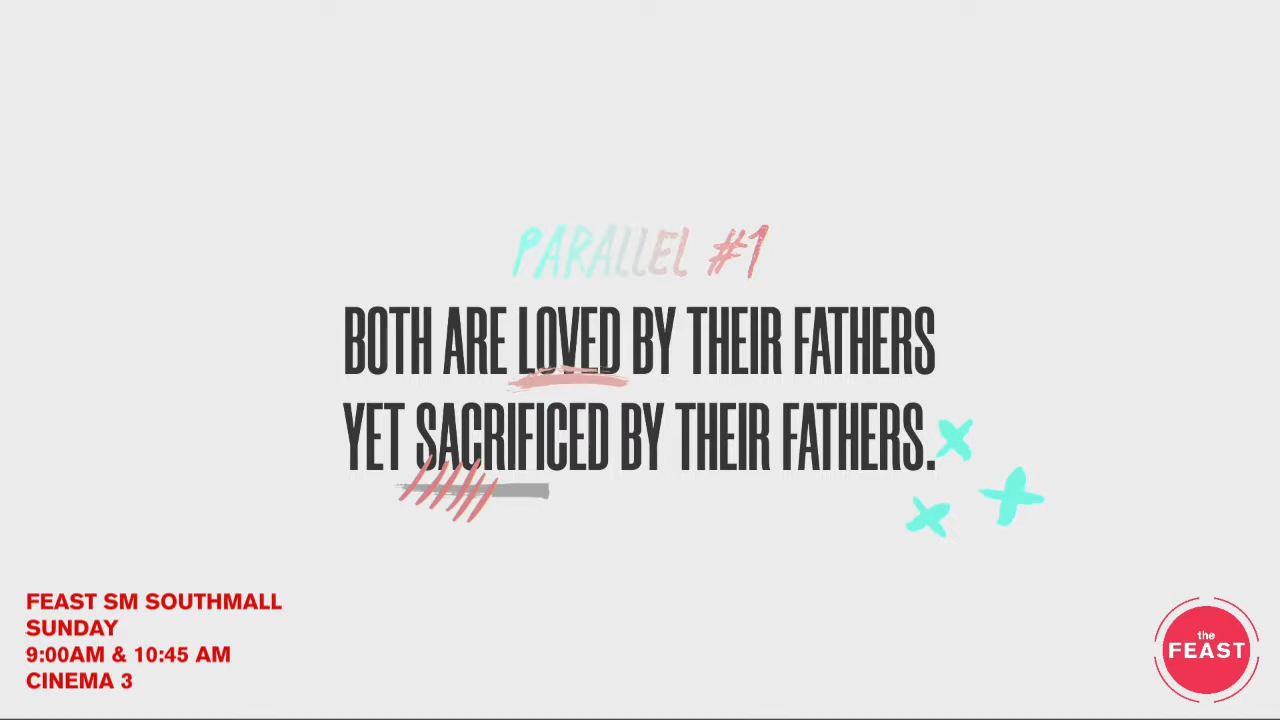 PARALLEL #1
BOTH ARE LOVED BY THEIR FATHERS
YET SACRIFICED BY THEIR FATHERS.
FEAST SM SOUTHMALL
SUNDAY
9:00AM & 10:45 AM
CINEMA 3
the
FEAST